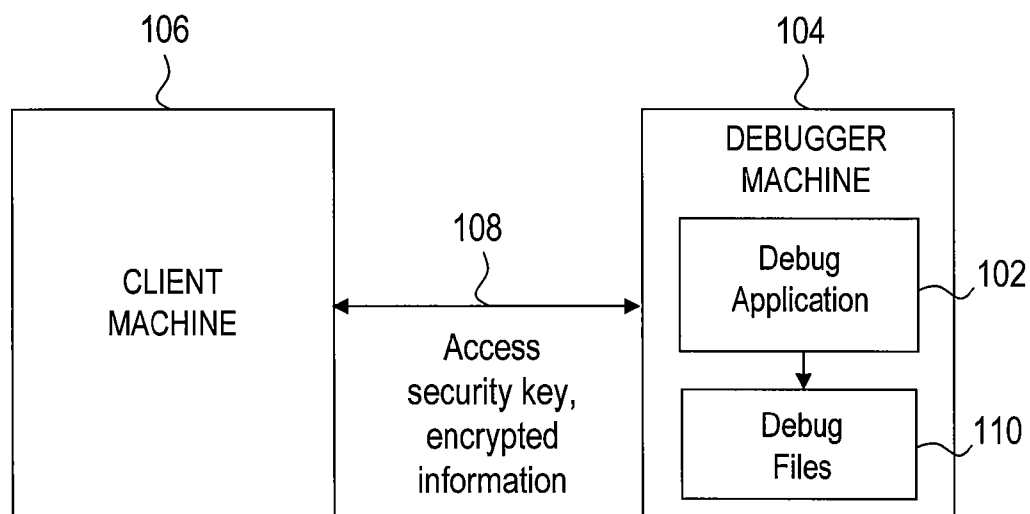 106
104
DEBUGGER
MACHINE
108
CLIENT
MACHINE
Debug
Application
102
Access
security key,
encrypted
information
Debug
Files
110